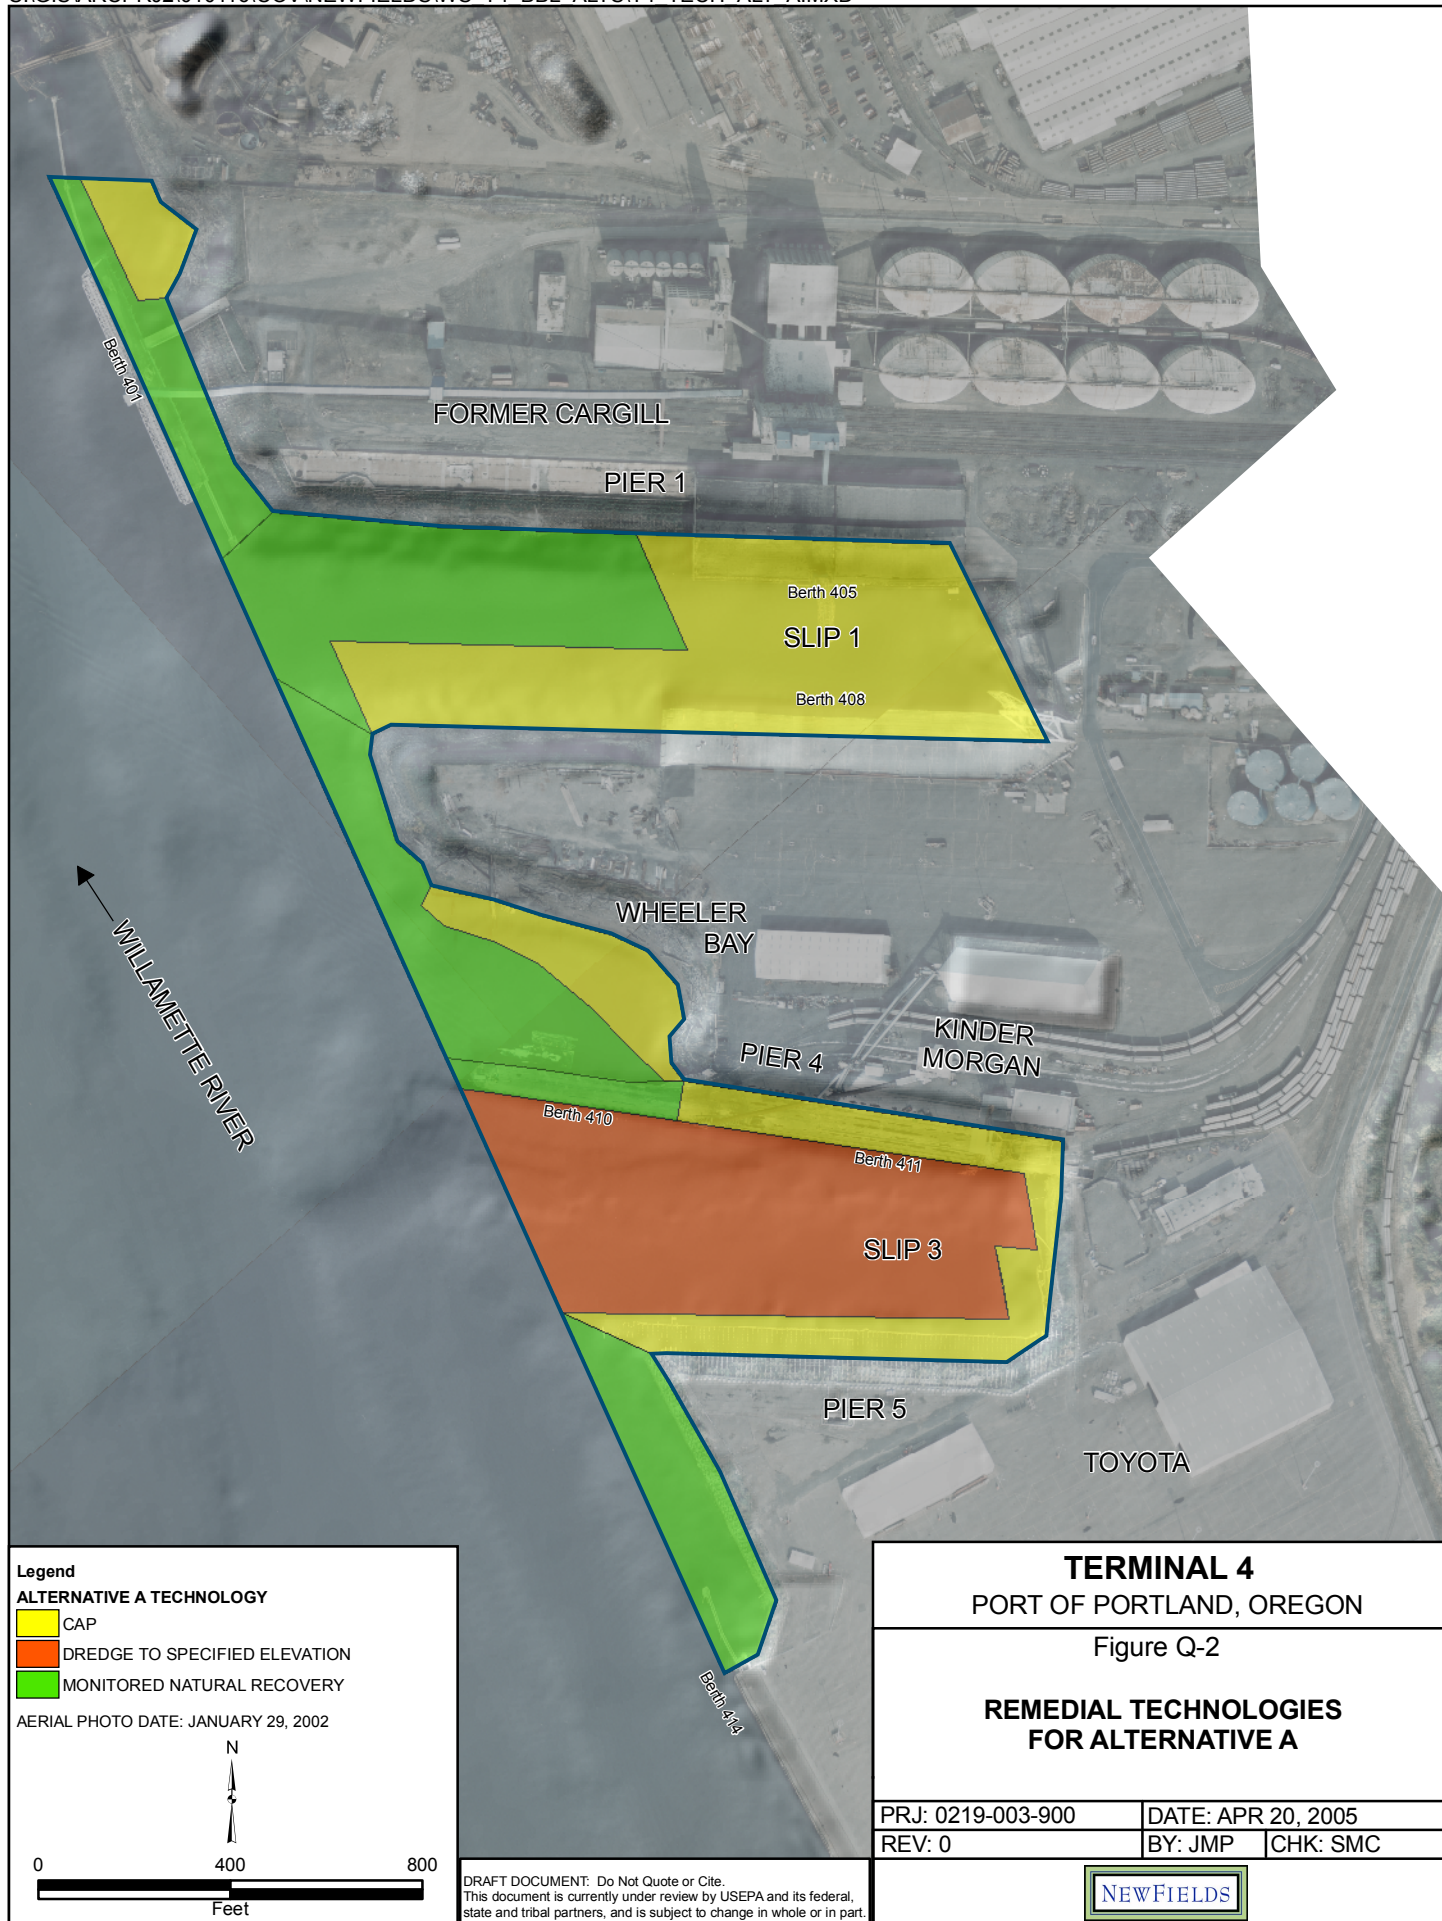 Berth 401
FORMER CARGILL
PIER 1
Berth 405
SLIP 1
Berth 408
WHEELER
BAY
WILLAMETTE RIVER
KINDER
MORGAN
PIER 4
Berth 410
Berth 411
SLIP 3
PIER 5
TOYOTA
Berth 414
Legend
ALTERNATIVE A TECHNOLOGY
CAP
DREDGE TO SPECIFIED ELEVATION
MONITORED NATURAL RECOVERY
AERIAL PHOTO DATE: JANUARY 29, 2002
N
0 400 800
Feet
DRAFT DOCUMENT: Do Not Quote or Cite.
This document is currently under review by USEPA and its federal,
state and tribal partners, and is subject to change in whole or in part.
TERMINAL 4
PORT OF PORTLAND, OREGON
Figure Q-2
REMEDIAL TECHNOLOGIES
FOR ALTERNATIVE A
PRJ: 0219-003-900
DATE: APR 20, 2005
REV: 0
BY: JMP
CHK: SMC
NEWFIELDS